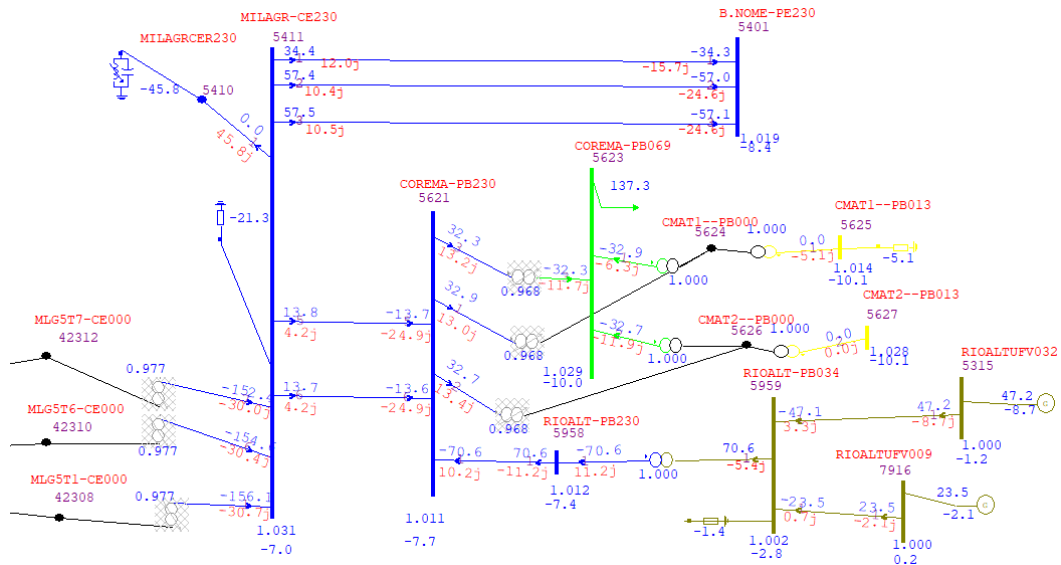 MILAGR-CE230
5411
B.NOME-PE230
5401
MILAGRCER230
5410
-45.8
0.0
45.8j
34.4
12.0j
57.4
10.4j
57.5
10.5j
-34.3
-15.7j
-57.0
-24.6j
-57.1
-24.6j
1.019
-8.4
COREMA-PB069
5623
137.3
COREMA-PB230
5621
-21.3
32.3
13.2j
32.9
13.0j
32.7
13.4j
0.968
0.968
0.968
-32.3
-11.7j
-32.9
-6.3j
-32.7
-11.9j
1.029
-10.0
CMAT1--PB000
5624
1.000
1.000
CMAT1--PB013
5625
0.0
-5.1j
-5.1
1.014
-10.1
CMAT2--PB000
5626
1.000
1.000
CMAT2--PB013
5627
0.0j
1.028
-10.1
13.8
4.2j
-13.7
-24.9j
13.7
4.2j
-13.6
-24.9j
MLG5T7-CE000
42312
0.977
-30.0j
MLG5T6-CE000
42310
0.977
-30.4j
MLG5T1-CE000
42308
0.977
-156.1
-30.7j
1.031
-7.0
-70.6
10.2j
1.011
-7.7
RIOALT-PB230
5958
70.6
-11.2j
-70.6
11.2j
1.012
-7.4
1.000
70.6
-5.4j
RIOALT-PB034
5959
-47.1
3.3j
47.2
-8.7j
RIOALTUFV032
5315
47.2
-8.7
G
1.000
-1.2
RIOALTUFV009
7916
-23.5
0.7j
23.5
-2.1j
23.5
-2.1
G
1.000
0.2
-1.4
1.002
-2.8